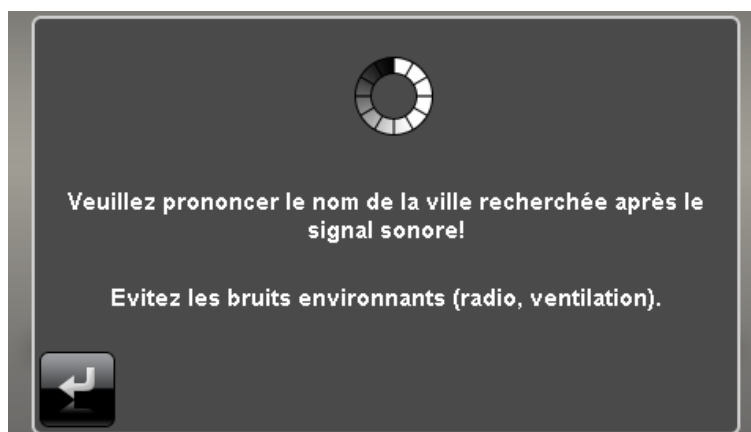 Veuillez prononcer le nom de la ville recherchée après le
signal sonore!
Evitez les bruits environnants (radio, ventilation).